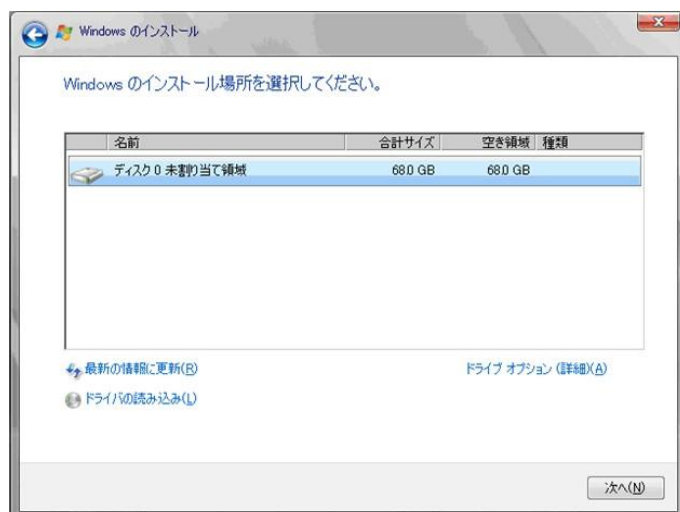 Windows のインストール
Windows のインストール場所を選択してください。
名前 合計サイズ 空き領域 種類
ディスク 0 未割り当て領域 68.0 GB 68.0 GB
最新の情報に更新(R) ドライブ オプション (詳細)(A)
ドライバの読み込み(L)
次へ(N)